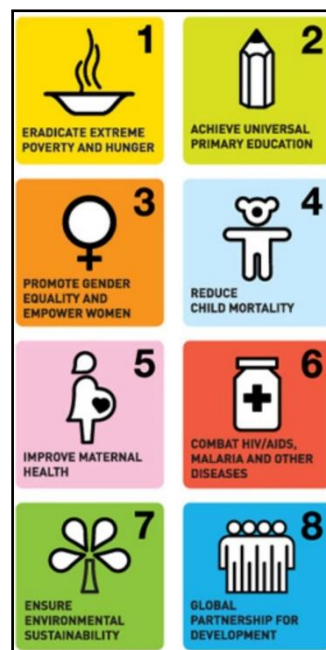 1
ERADICATE EXTREME
POVERTY AND HUNGER
2
ACHIEVE UNIVERSAL
PRIMARY EDUCATION
3
PROMOTE GENDER
EQUALITY AND
EMPOWER WOMEN
4
REDUCE
CHILD MORTALITY
5
IMPROVE MATERNAL
HEALTH
6
COMBAT HIV/AIDS,
MALARIA AND OTHER
DISEASES
7
ENSURE
ENVIRONMENTAL
SUSTAINABILITY
8
GLOBAL
PARTNERSHIP FOR
DEVELOPMENT